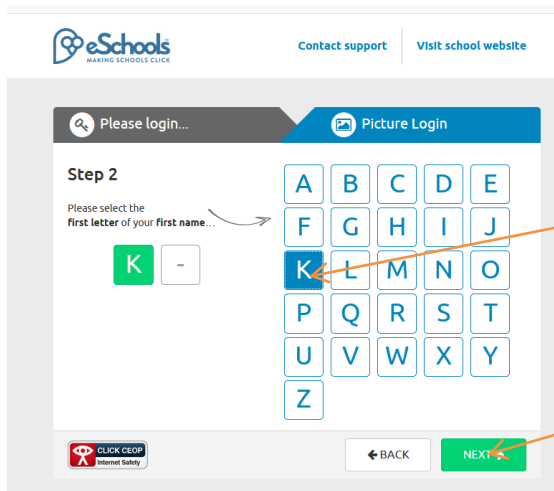 eSchools
MAKING SCHOOLS CLICK
Contact support
Visit school website
Please login...
Picture Login
Step 2
Please select the
first letter of your first name...
K -
A B C D E
F G H I J
K L M N O
P Q R S T
U V W X Y
Z
CLICK CEOP
Internet Safety
BACK
NEXT